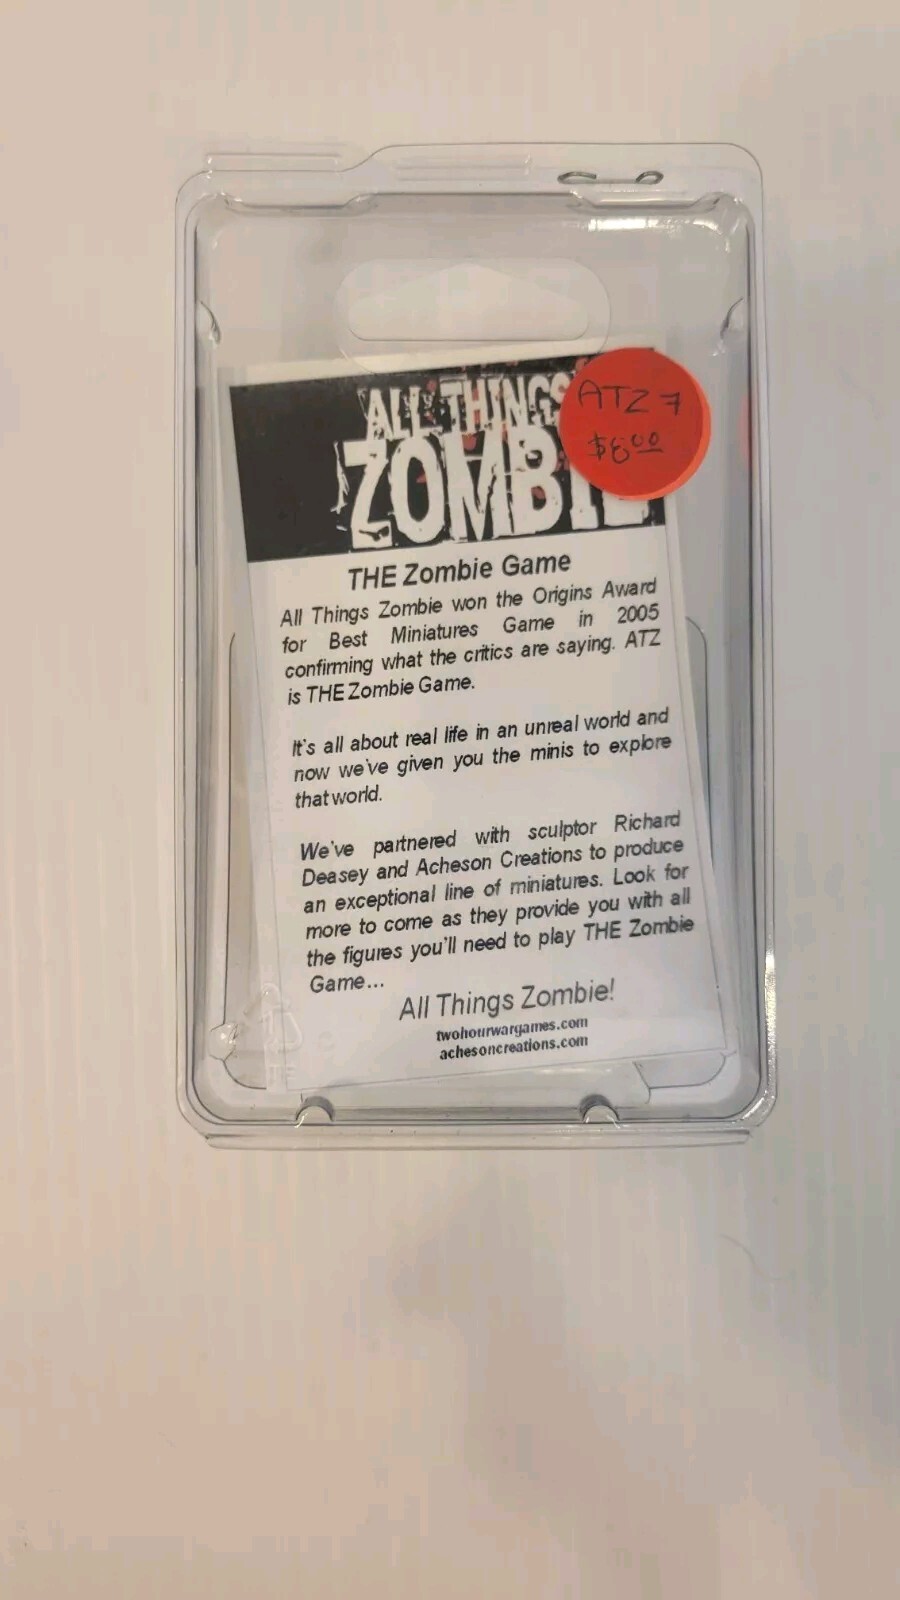 ALL THINGS
ZOMBIE
ATZ 7
$8.00
THE Zombie Game
All Things Zombie won the Origins Award
for Best Miniatures Game in 2005
confirming what the critics are saying. ATZ
is THE Zombie Game.
It's all about real life in an unreal world and
now we've given you the minis to explore
that world.
We've partnered with sculptor Richard
Deasey and Acheson Creations to produce
an exceptional line of miniatures. Look for
more to come as they provide you with all
the figures you'll need to play THE Zombie
Game...
All Things Zombie!
twohourwargames.com
achesoncreations.com